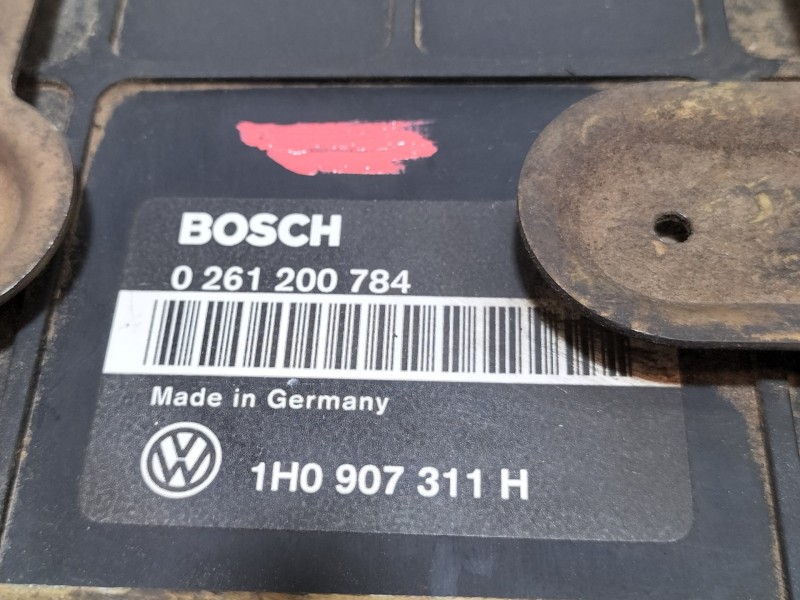 BOSCH
0 261 200 784
Made in Germany
1H0 907 311 H